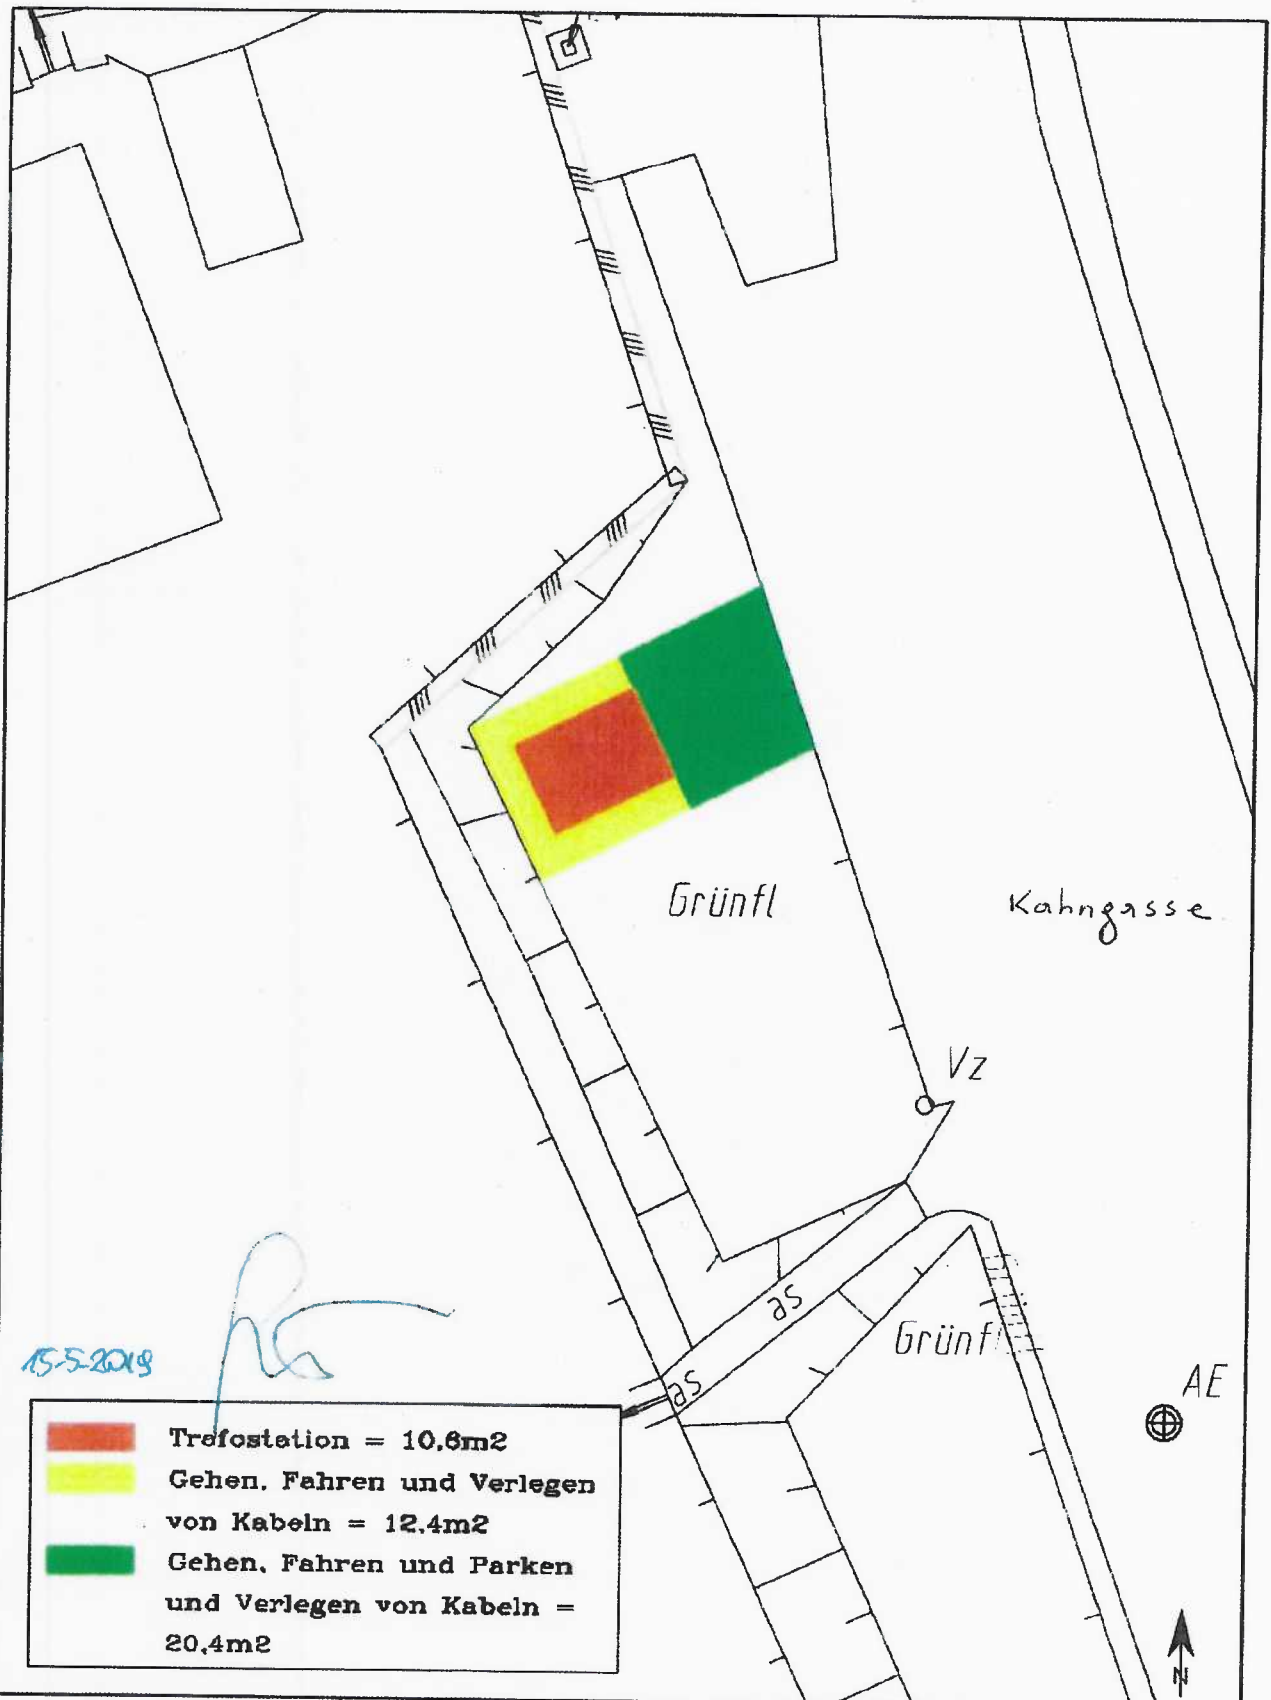 Grünfl
Kahngasse
Vz
as
Grünfl
as
AE
15-5-2019
Trafostation = 10.6m2
Gehen. Fahren und Verlegen
von Kabeln = 12.4m2
Gehen. Fahren und Parken
und Verlegen von Kabeln =
20.4m2
N